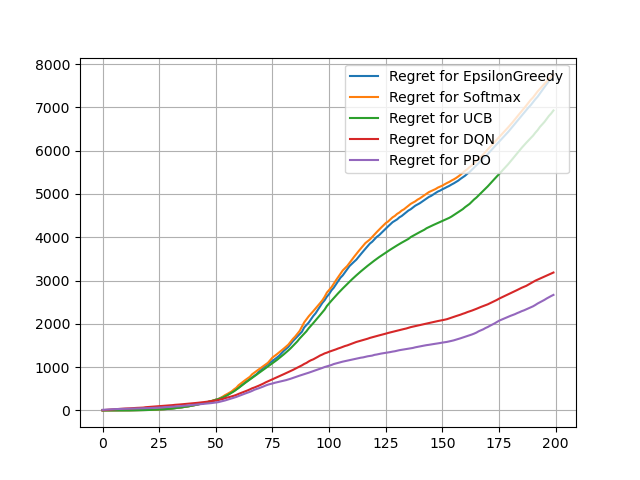 8000
7000
6000
5000
4000
3000
2000
1000
0
Regret for EpsilonGreedy
Regret for Softmax
Regret for UCB
Regret for DQN
Regret for PPO
0 25 50 75 100 125 150 175 200